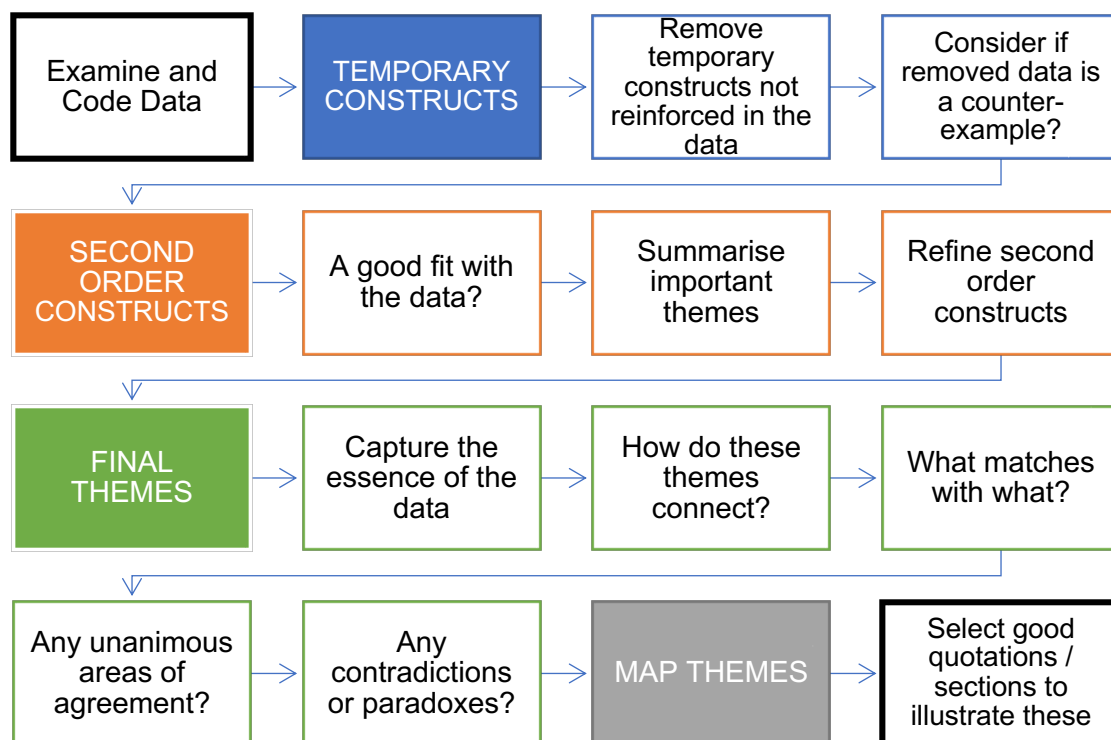 Examine and
Code Data
TEMPORARY
CONSTRUCTS
Remove
temporary
constructs not
reinforced in the
data
Consider if
removed data is
a counter-
example?
SECOND
ORDER
CONSTRUCTS
A good fit with
the data?
Summarise
important
themes
Refine second
order
constructs
FINAL
THEMES
Capture the
essence of the
data
How do these
themes
connect?
What matches
with what?
Any unanimous
areas of
agreement?
Any
contradictions
or paradoxes?
MAP THEMES
Select good
quotations /
sections to
illustrate these